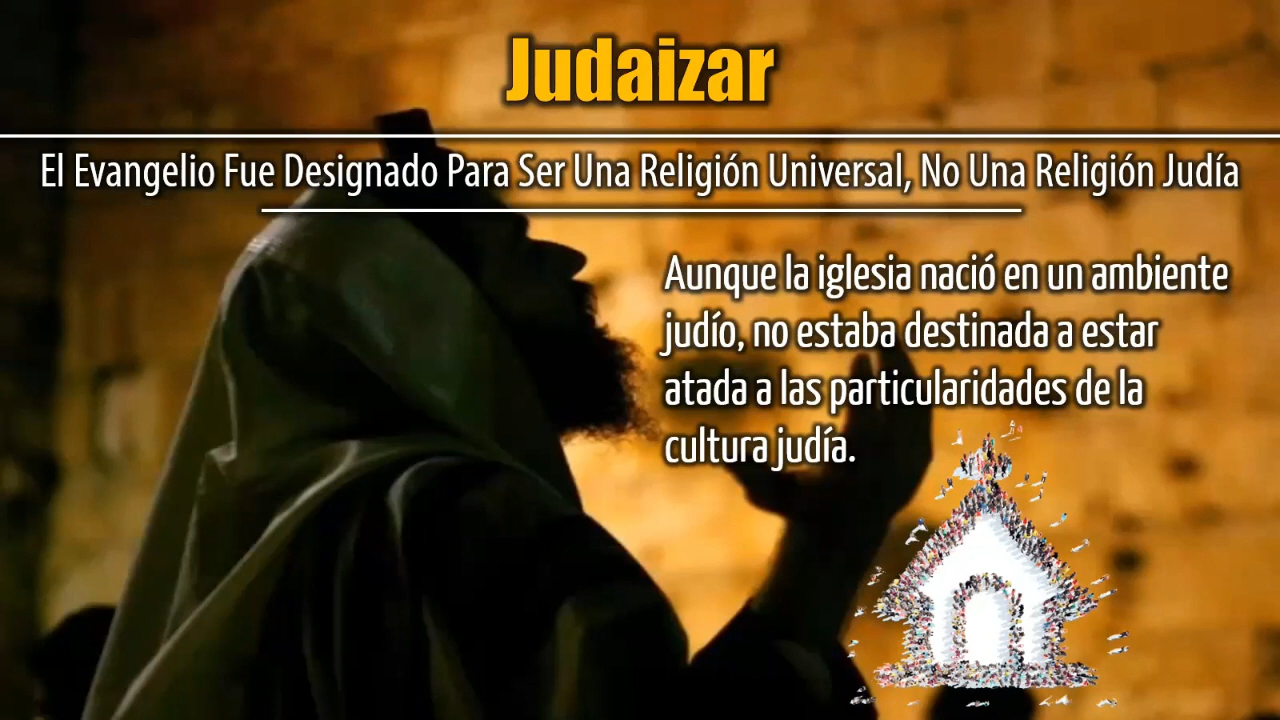 Judaizar
El Evangelio Fue Designado Para Ser Una Religión Universal, No Una Religión Judía
Aunque la iglesia nació en un ambiente
judío, no estaba destinada a estar
atada a las particularidades de la
cultura judía.